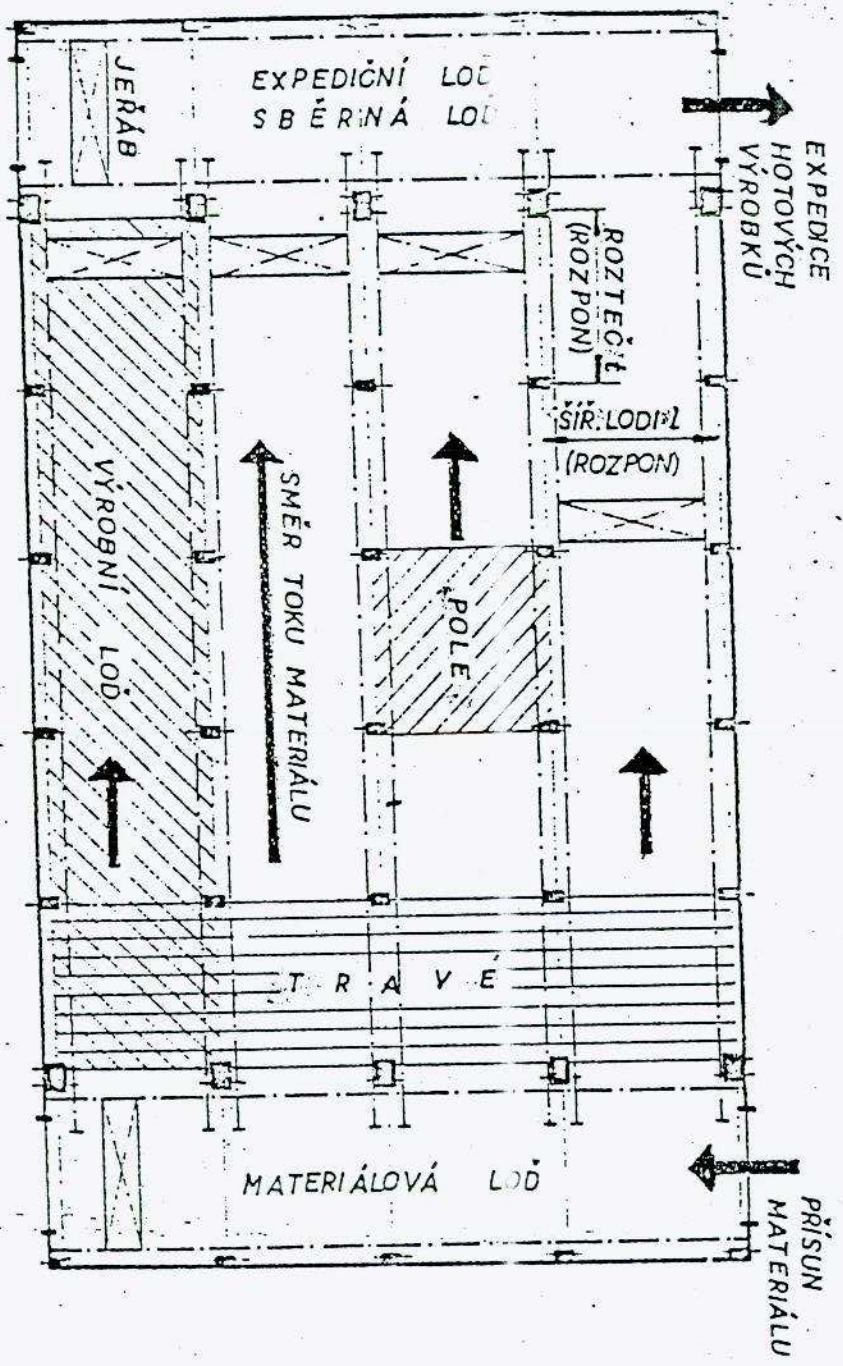 EXPEDIČNÍ LOĎ
SBĚRNÁ LOĎ
JEŘÁB
EXPEDICE
HOTOVÝCH
VÝROBKŮ
ROZTEČ t
(ROZPON)
ŠÍŘ. LODI l
(ROZPON)
VÝROBNÍ LOĎ
SMĚR TOKU MATERIÁLU
POLE
TRAVÉ
MATERIÁLOVÁ LOĎ
PŘÍSUN
MATERIÁLU